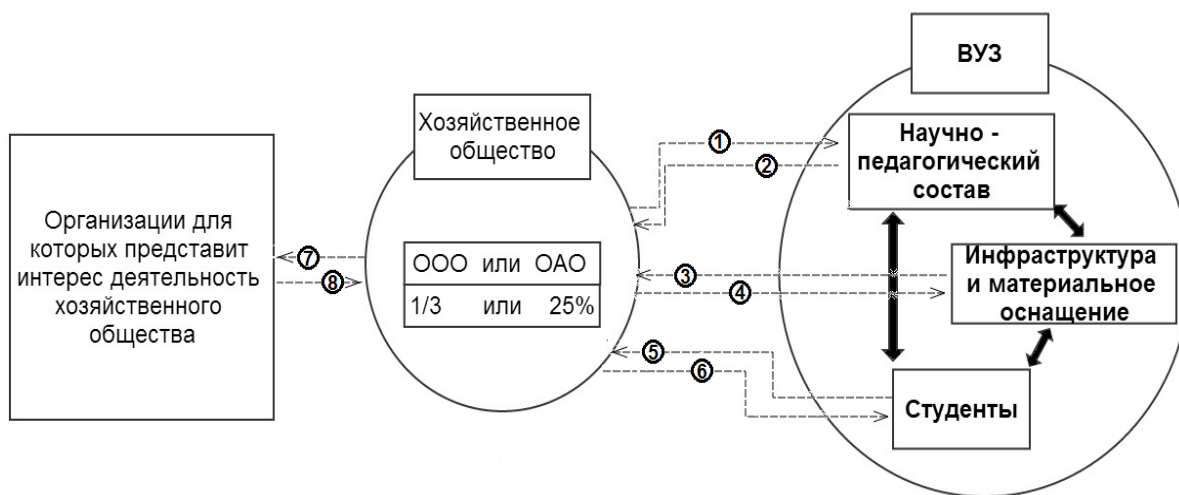 ВУЗ
Хозяйственное
общество
Научно -
педагогический
состав
Организации для
которых представит
интерес деятельность
хозяйственного
общества
ООО или ОАО
1/3 или 25%
Инфраструктура
и материальное
оснащение
Студенты
1
2
3
4
5
6
7
8